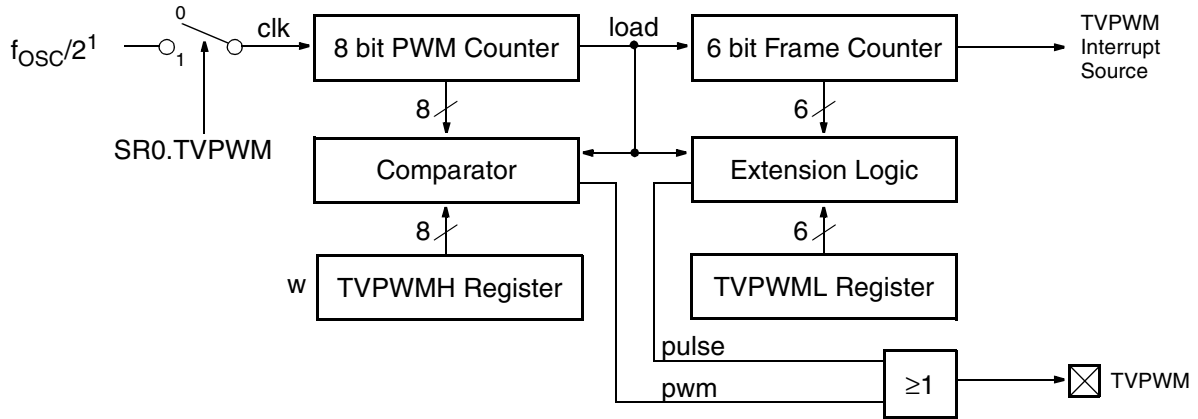 0
1
fOSC/2¹
clk
8 bit PWM Counter
load
6 bit Frame Counter
TVPWM
Interrupt
Source
SR0.TVPWM
8
6
Comparator
Extension Logic
8
6
w
TVPWMH Register
TVPWML Register
pulse
pwm
≥1
TVPWM